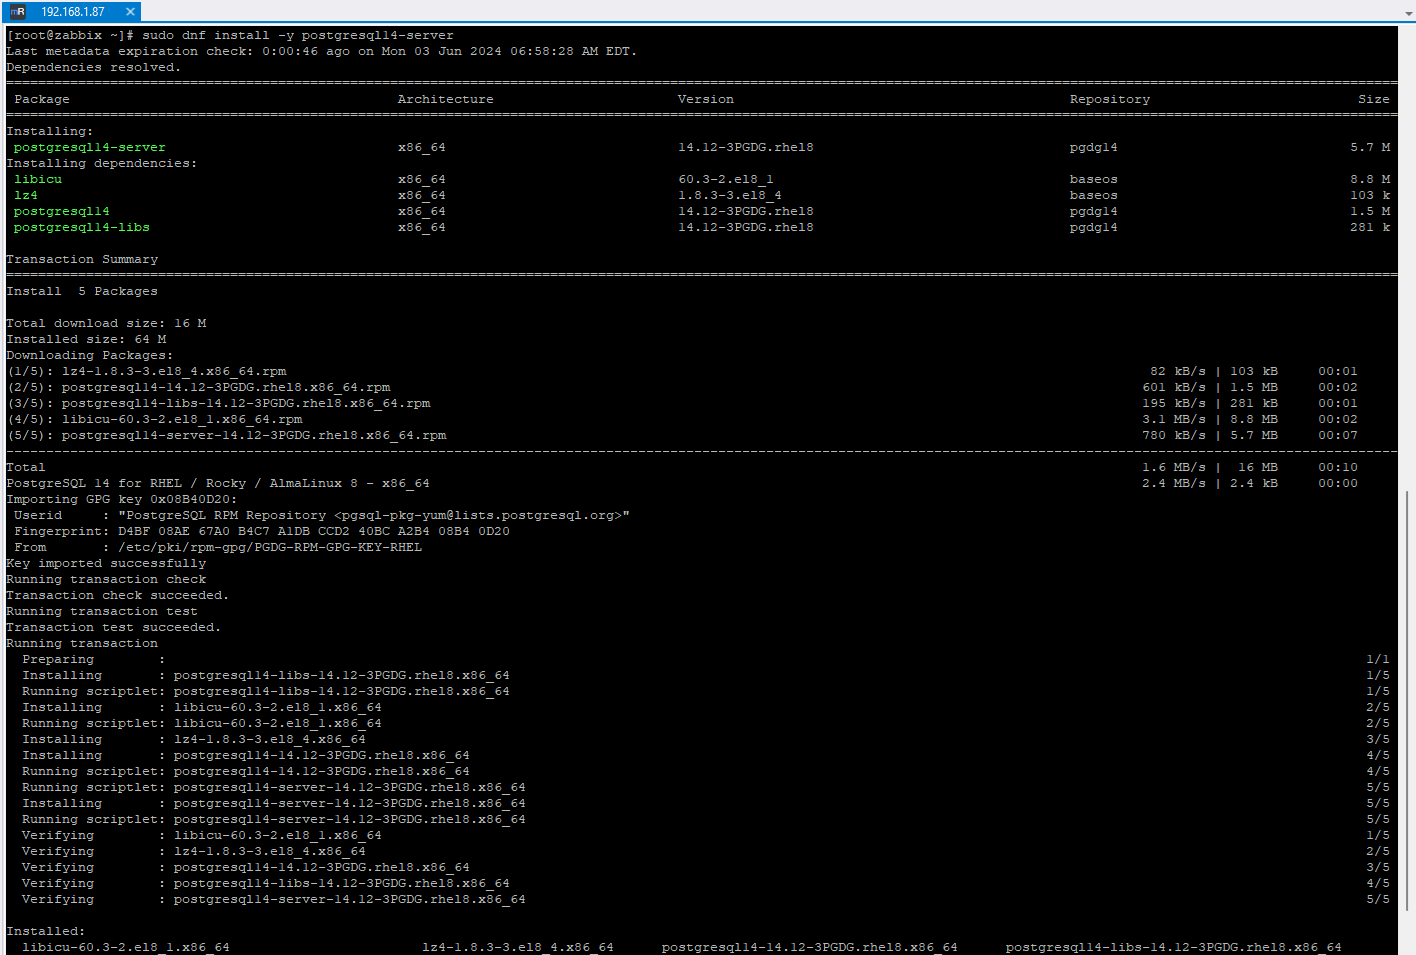 mR 192.168.1.87
[root@zabbix ~]# sudo dnf install -y postgresql14-server
Last metadata expiration check: 0:00:46 ago on Mon 03 Jun 2024 06:58:28 AM EDT.
Dependencies resolved.
Package Architecture Version Repository Size
Installing:
postgresql14-server x86_64 14.12-3PGDG.rhel8 pgdg14 5.7 M
Installing dependencies:
libicu x86_64 60.3-2.el8_1 baseos 8.8 M
lz4 x86_64 1.8.3-3.el8_4 baseos 103 k
postgresql14 x86_64 14.12-3PGDG.rhel8 pgdg14 1.5 M
postgresql14-libs x86_64 14.12-3PGDG.rhel8 pgdg14 281 k
Transaction Summary
Install  5 Packages
Total download size: 16 M
Installed size: 64 M
Downloading Packages:
(1/5): lz4-1.8.3-3.el8_4.x86_64.rpm 82 kB/s | 103 kB 00:01
(2/5): postgresql14-14.12-3PGDG.rhel8.x86_64.rpm 601 kB/s | 1.5 MB 00:02
(3/5): postgresql14-libs-14.12-3PGDG.rhel8.x86_64.rpm 195 kB/s | 281 kB 00:01
(4/5): libicu-60.3-2.el8_1.x86_64.rpm 3.1 MB/s | 8.8 MB 00:02
(5/5): postgresql14-server-14.12-3PGDG.rhel8.x86_64.rpm 780 kB/s | 5.7 MB 00:07
Total 1.6 MB/s | 16 MB 00:10
PostgreSQL 14 for RHEL / Rocky / AlmaLinux 8 - x86_64 2.4 MB/s | 2.4 kB 00:00
Importing GPG key 0x08B40D20:
Userid     : "PostgreSQL RPM Repository <pgsql-pkg-yum@lists.postgresql.org>"
Fingerprint: D4BF 08AE 67A0 B4C7 A1DB CCD2 40BC A2B4 08B4 0D20
From       : /etc/pki/rpm-gpg/PGDG-RPM-GPG-KEY-RHEL
Key imported successfully
Running transaction check
Transaction check succeeded.
Running transaction test
Transaction test succeeded.
Running transaction
Preparing        : 1/1
Installing       : postgresql14-libs-14.12-3PGDG.rhel8.x86_64 1/5
Running scriptlet: postgresql14-libs-14.12-3PGDG.rhel8.x86_64 1/5
Installing       : libicu-60.3-2.el8_1.x86_64 2/5
Running scriptlet: libicu-60.3-2.el8_1.x86_64 2/5
Installing       : lz4-1.8.3-3.el8_4.x86_64 3/5
Installing       : postgresql14-14.12-3PGDG.rhel8.x86_64 4/5
Running scriptlet: postgresql14-14.12-3PGDG.rhel8.x86_64 4/5
Running scriptlet: postgresql14-server-14.12-3PGDG.rhel8.x86_64 5/5
Installing       : postgresql14-server-14.12-3PGDG.rhel8.x86_64 5/5
Running scriptlet: postgresql14-server-14.12-3PGDG.rhel8.x86_64 5/5
Verifying        : libicu-60.3-2.el8_1.x86_64 1/5
Verifying        : lz4-1.8.3-3.el8_4.x86_64 2/5
Verifying        : postgresql14-14.12-3PGDG.rhel8.x86_64 3/5
Verifying        : postgresql14-libs-14.12-3PGDG.rhel8.x86_64 4/5
Verifying        : postgresql14-server-14.12-3PGDG.rhel8.x86_64 5/5
Installed:
libicu-60.3-2.el8_1.x86_64 lz4-1.8.3-3.el8_4.x86_64 postgresql14-14.12-3PGDG.rhel8.x86_64 postgresql14-libs-14.12-3PGDG.rhel8.x86_64